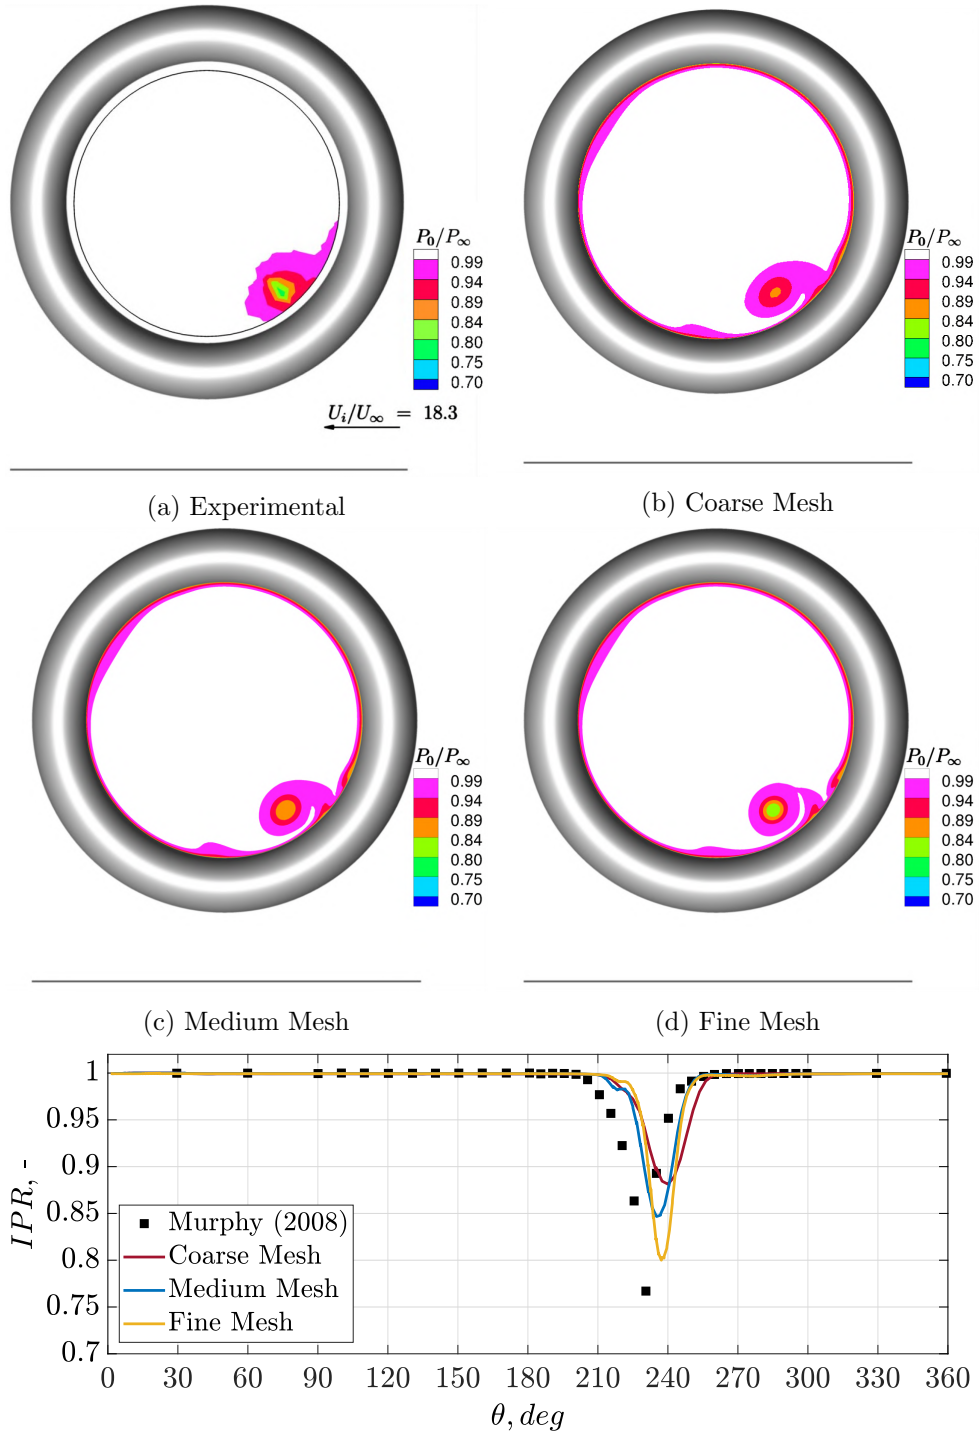 P₀/P∞
0.99
0.94
0.89
0.84
0.80
0.75
0.70
Uᵢ/U∞ = 18.3
(a) Experimental
P₀/P∞
0.99
0.94
0.89
0.84
0.80
0.75
0.70
(b) Coarse Mesh
P₀/P∞
0.99
0.94
0.89
0.84
0.80
0.75
0.70
(c) Medium Mesh
P₀/P∞
0.99
0.94
0.89
0.84
0.80
0.75
0.70
(d) Fine Mesh
1
0.95
0.9
0.85
0.8
0.75
0.7
IPR, -
Murphy (2008)
Coarse Mesh
Medium Mesh
Fine Mesh
0 30 60 90 120 150 180 210 240 270 300 330 360
θ, deg